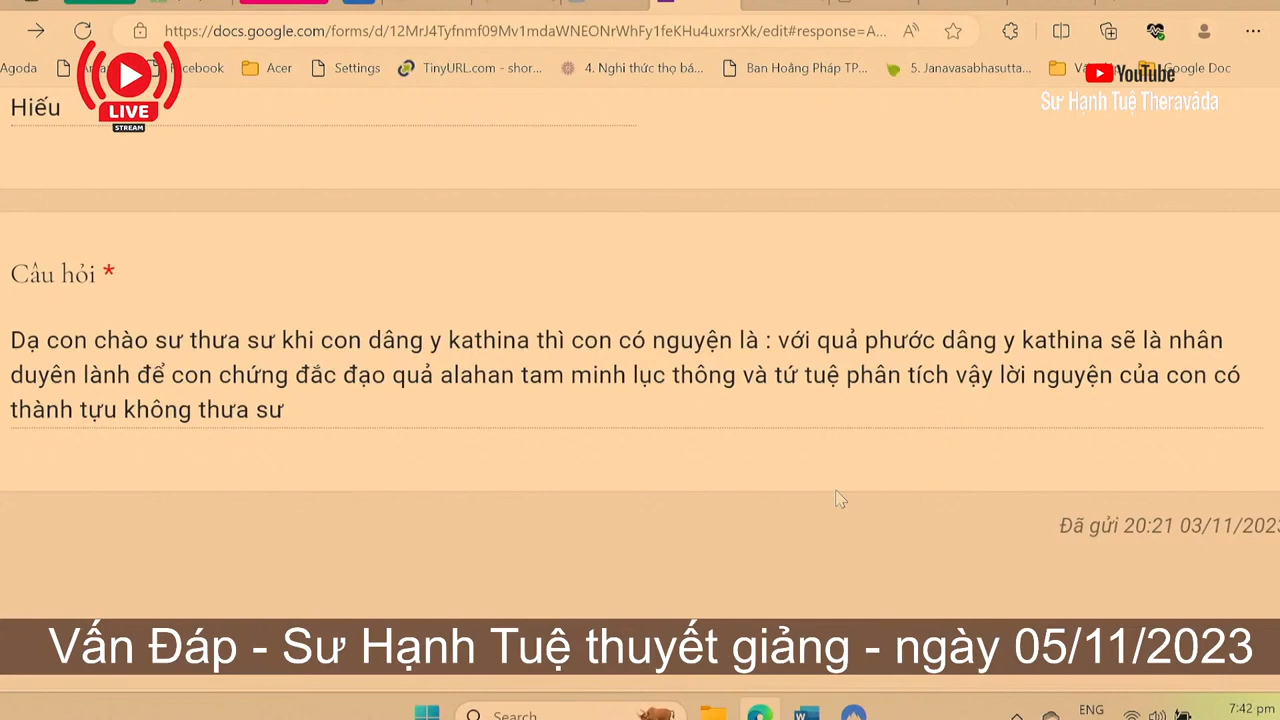 https://docs.google.com/forms/d/12MrJ4Tyfnmf09Mv1mdaWNEONrWhFy1feKHu4uxrsrXk/edit#response=A...
Agoda
Facebook
Acer
Settings
TinyURL.com - shor...
4. Nghi thức thọ bá...
Ban Hoằng Pháp TP...
5. Janavasabhasutta...
Google Doc
LIVE
STREAM
YouTube
Sư Hạnh Tuệ Theravāda
Hiếu
Câu hỏi *
Dạ con chào sư thưa sư khi con dâng y kathina thì con có nguyện là : với quả phước dâng y kathina sẽ là nhân
duyên lành để con chứng đắc đạo quả alahan tam minh lục thông và tứ tuệ phân tích vậy lời nguyện của con có
thành tựu không thưa sư
Đã gửi 20:21 03/11/2023
Vấn Đáp - Sư Hạnh Tuệ thuyết giảng - ngày 05/11/2023
Search
ENG
7:42 pm